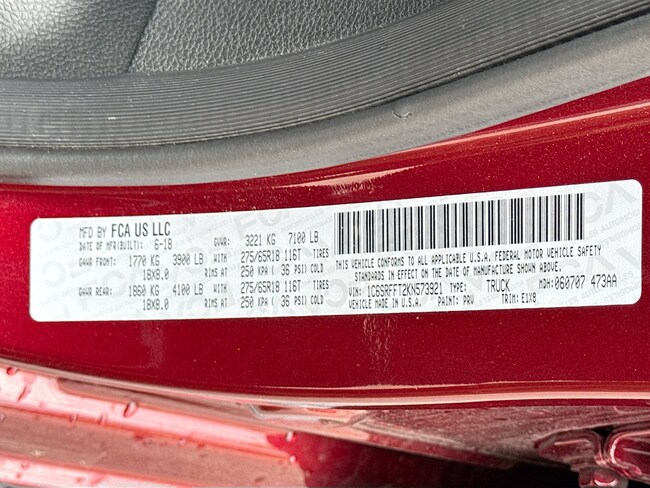 MFD BY FCA US LLC
DATE OF MFR(BUILT): 6-18 GVWR: 3221 KG 7100 LB
GAWR FRONT: 1770 KG 3900 LB 275/65R18 116T TIRES
18X8.0 RIMS AT 250 KPA ( 36 PSI) COLD
GAWR REAR: 1860 KG 4100 LB 275/65R18 116T TIRES
18X8.0 RIMS AT 250 KPA ( 36 PSI) COLD
THIS VEHICLE CONFORMS TO ALL APPLICABLE U.S.A. FEDERAL MOTOR VEHICLE SAFETY
STANDARDS IN EFFECT ON THE DATE OF MANUFACTURE SHOWN ABOVE.
VIN: 1C6SRFFT2KN573921 TYPE: TRUCK MDH: 060707 473AA
VEHICLE MADE IN U.S.A. PAINT: PRV TRIM: E1X8